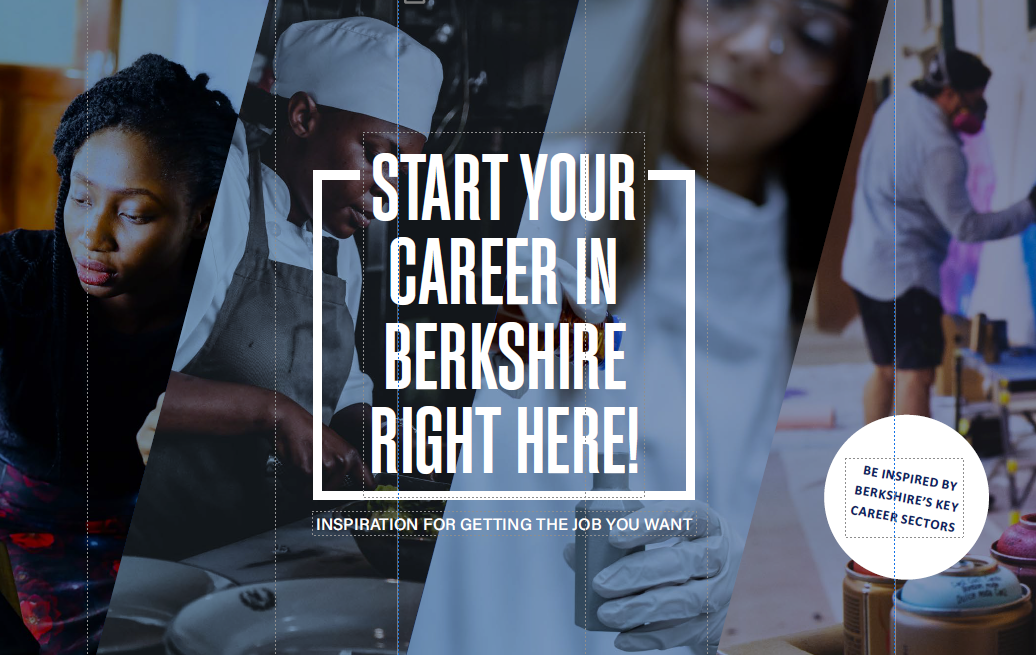 START YOUR
CAREER IN
BERKSHIRE
RIGHT HERE!
INSPIRATION FOR GETTING THE JOB YOU WANT
BE INSPIRED BY
BERKSHIRE'S KEY
CAREER SECTORS